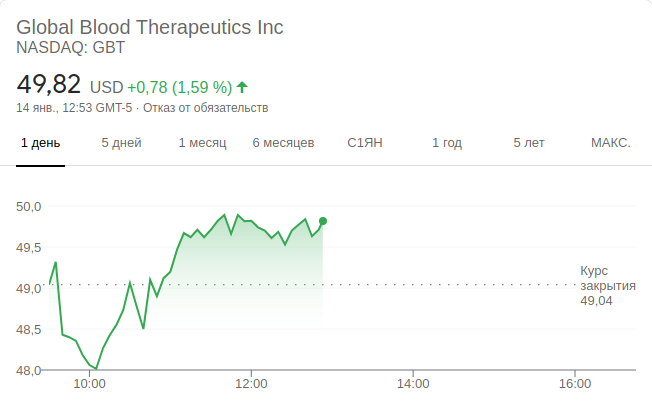 Global Blood Therapeutics Inc
NASDAQ: GBT
49,82 USD +0,78 (1,59 %)
14 янв., 12:53 GMT-5 · Отказ от обязательств
1 день 5 дней 1 месяц 6 месяцев С1ЯН 1 год 5 лет МАКС.
50,0
49,5
49,0
48,5
48,0
Курс
закрытия
49,04
10:00 12:00 14:00 16:00